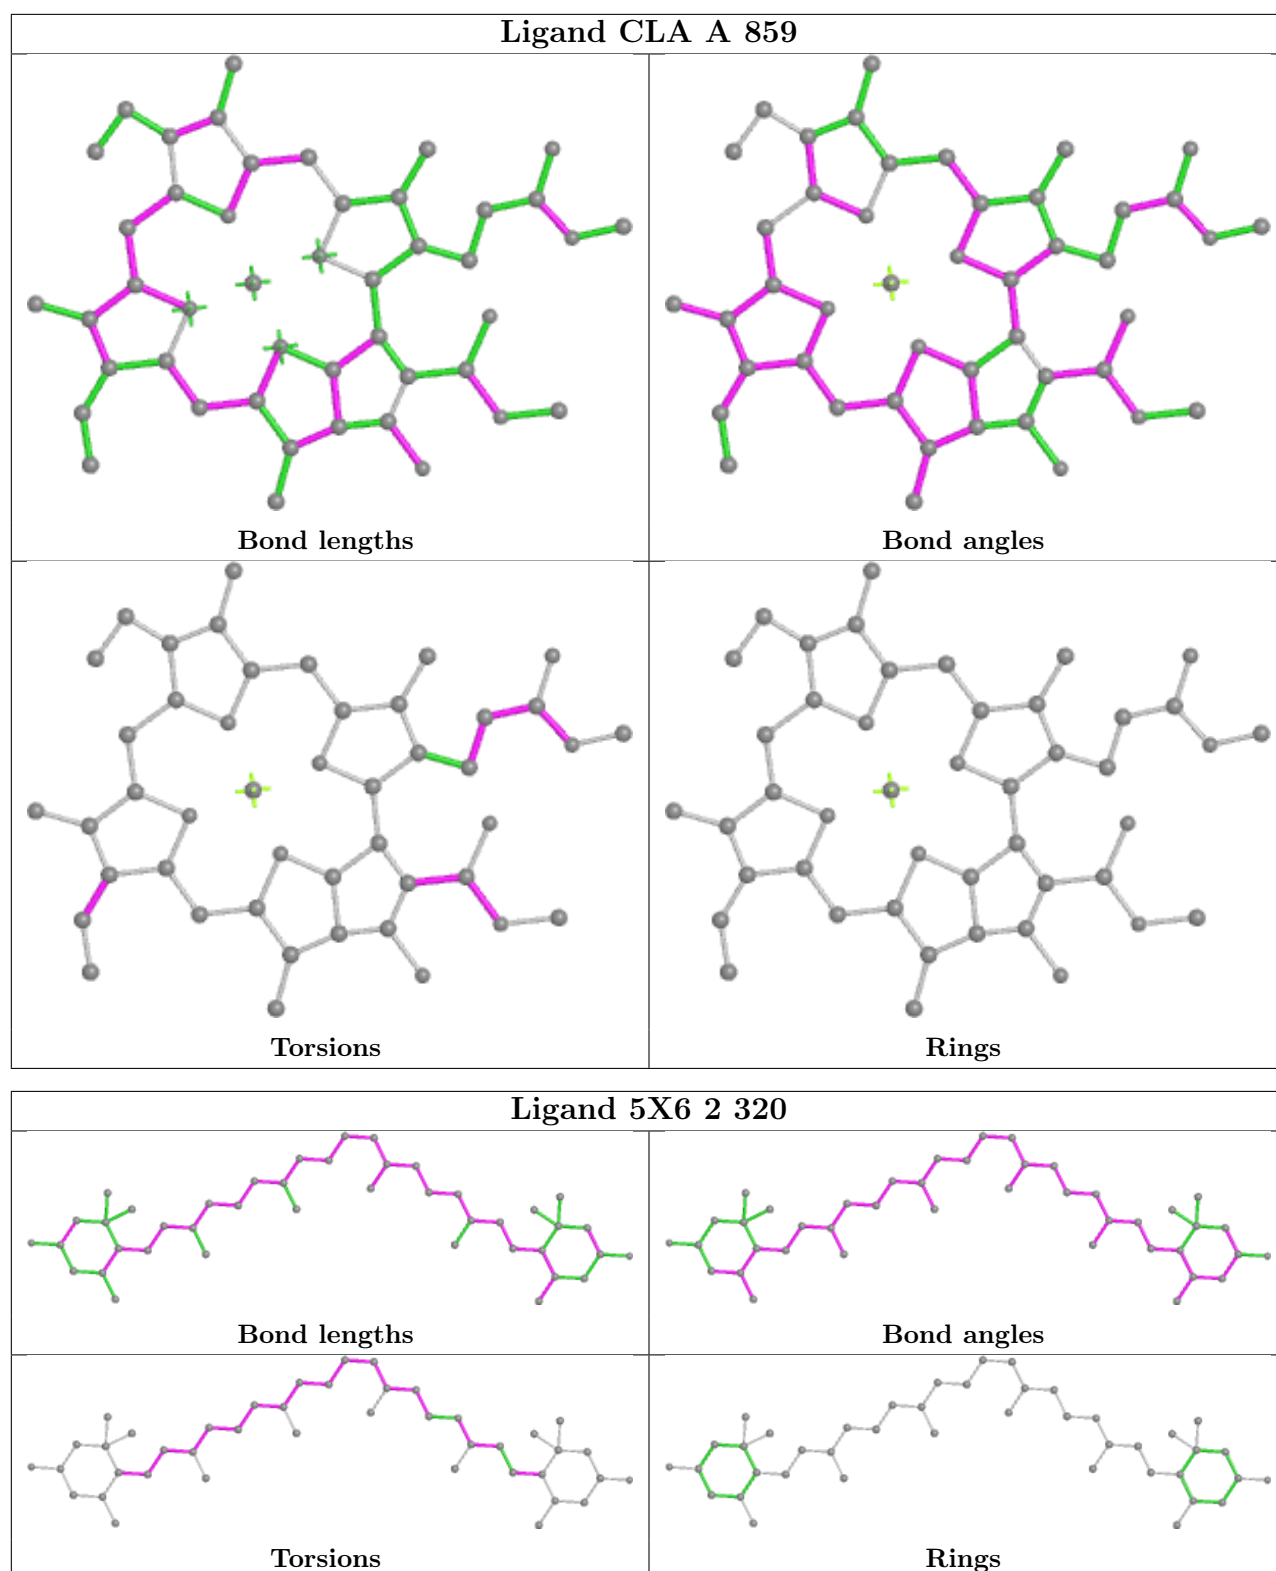 Ligand CLA A 859
Bond lengths
Bond angles
Torsions
Rings
Ligand 5X6 2 320
Bond lengths
Bond angles
Torsions
Rings